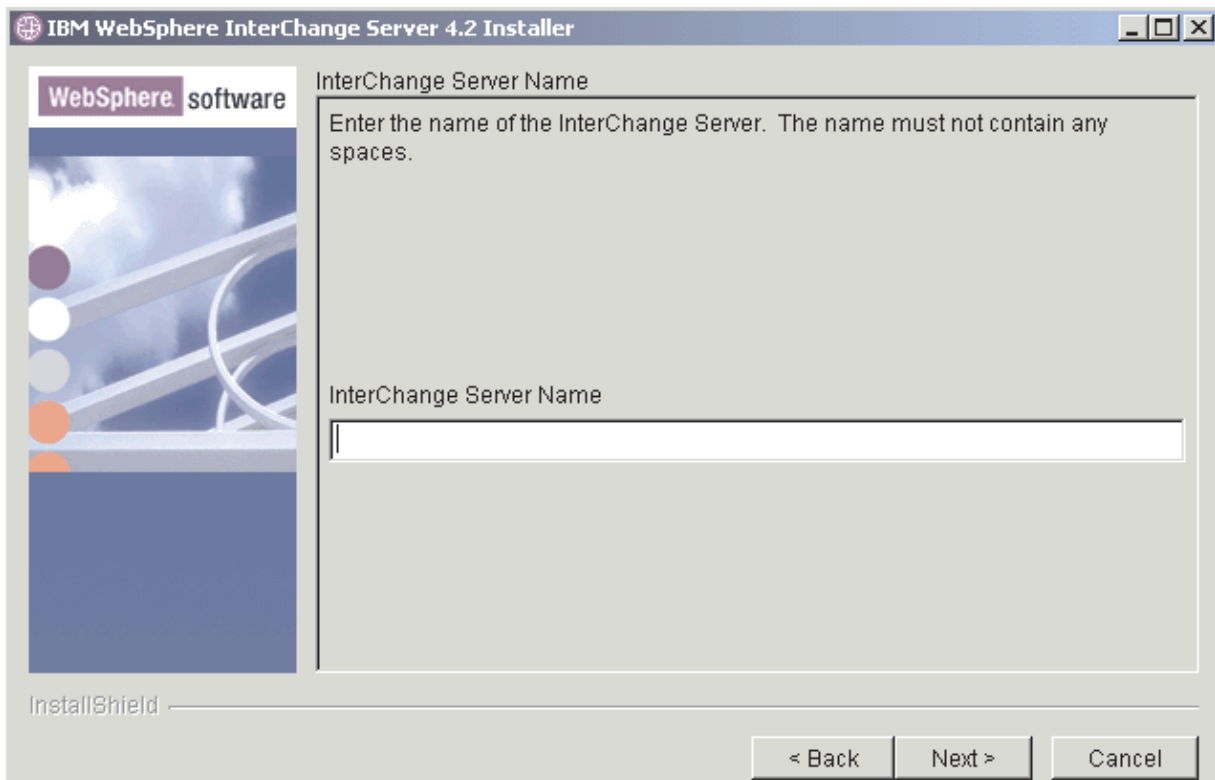 IBM WebSphere InterChange Server 4.2 Installer
WebSphere. software
InterChange Server Name
Enter the name of the InterChange Server. The name must not contain any
spaces.
InterChange Server Name
InstallShield
< Back
Next >
Cancel